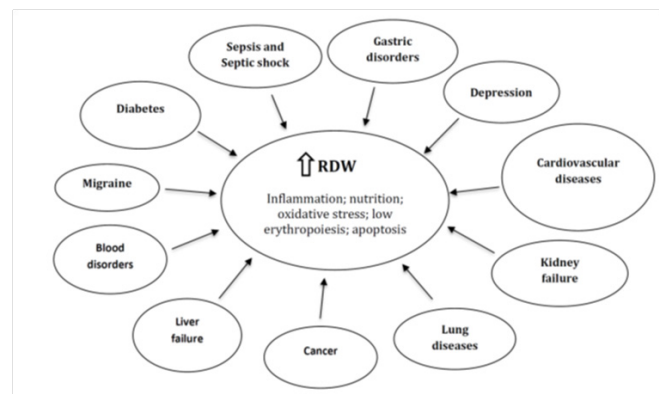 Sepsis and
Septic shock
Gastric
disorders
Depression
Cardiovascular
diseases
Kidney
failure
Lung
diseases
Cancer
Liver
failure
Blood
disorders
Migraine
Diabetes
RDW
Inflammation; nutrition;
oxidative stress; low
erythropoiesis; apoptosis